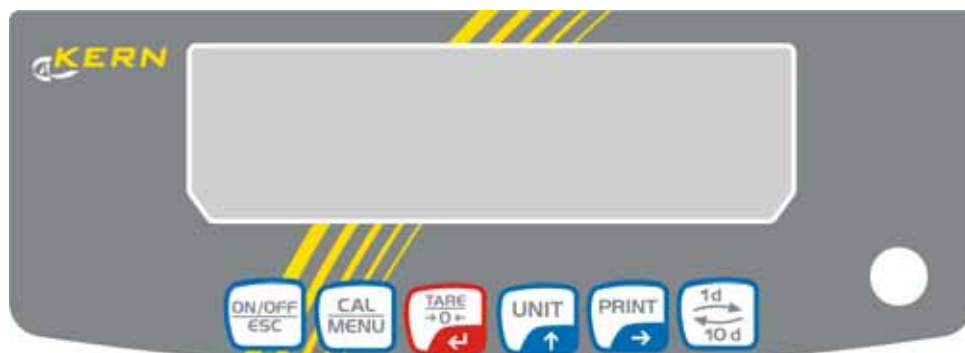 KERN
ON/OFF
ESC
CAL
MENU
TARE
→0←
↵
UNIT
↑
PRINT
→
1d
10 d